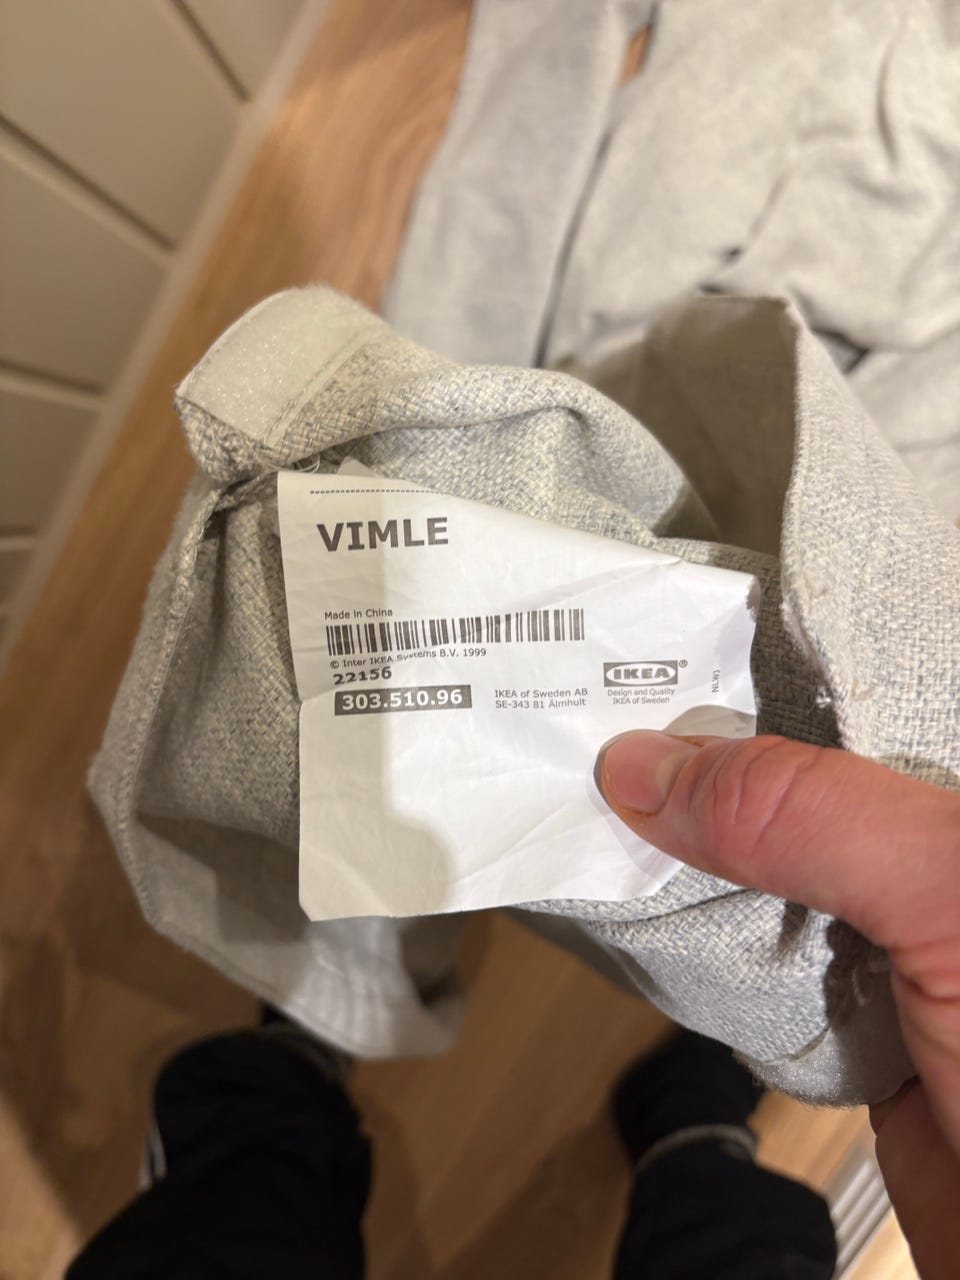 VIMLE
Made in China
© Inter IKEA Systems B.V. 1999
22156
303.510.96
IKEA of Sweden AB
SE-343 81 Älmhult
IKEA®
Design and Quality
IKEA of Sweden